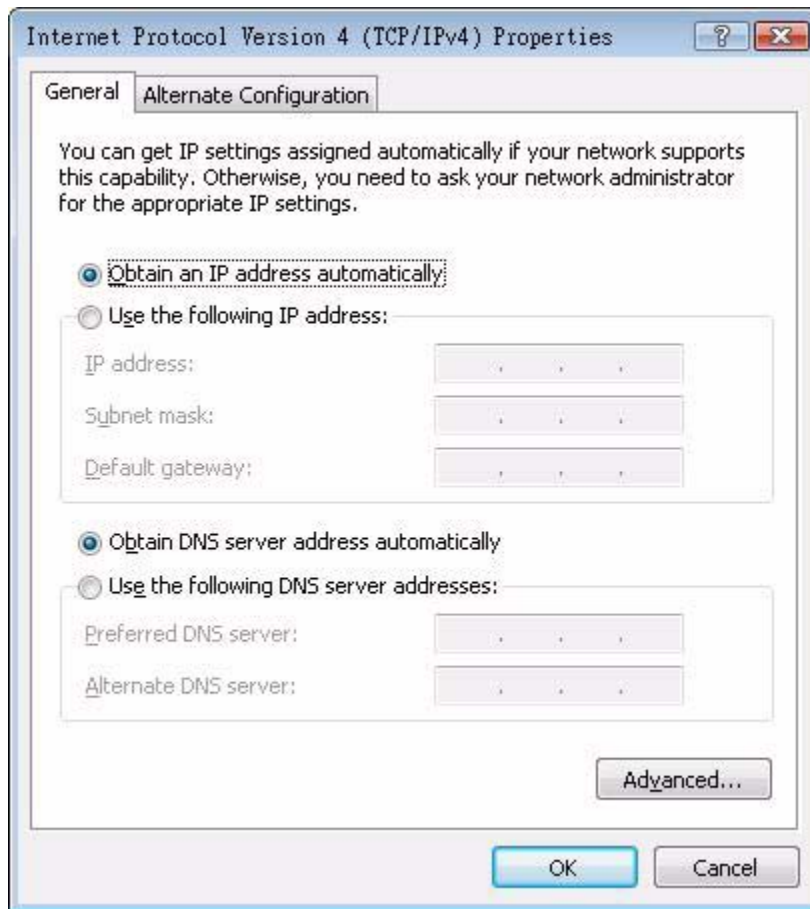 Internet Protocol Version 4 (TCP/IPv4) Properties
General
Alternate Configuration
You can get IP settings assigned automatically if your network supports
this capability. Otherwise, you need to ask your network administrator
for the appropriate IP settings.
Obtain an IP address automatically
Use the following IP address:
IP address:
Subnet mask:
Default gateway:
Obtain DNS server address automatically
Use the following DNS server addresses:
Preferred DNS server:
Alternate DNS server:
Advanced...
OK
Cancel